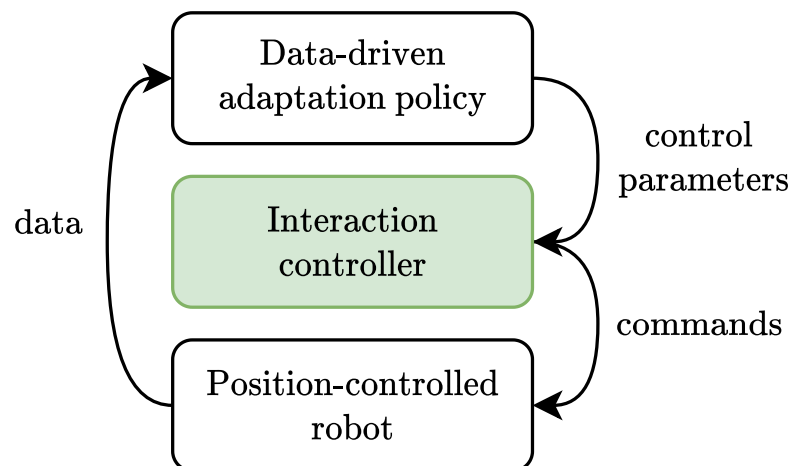 Data-driven
adaptation policy
control
parameters
data
Interaction
controller
commands
Position-controlled
robot